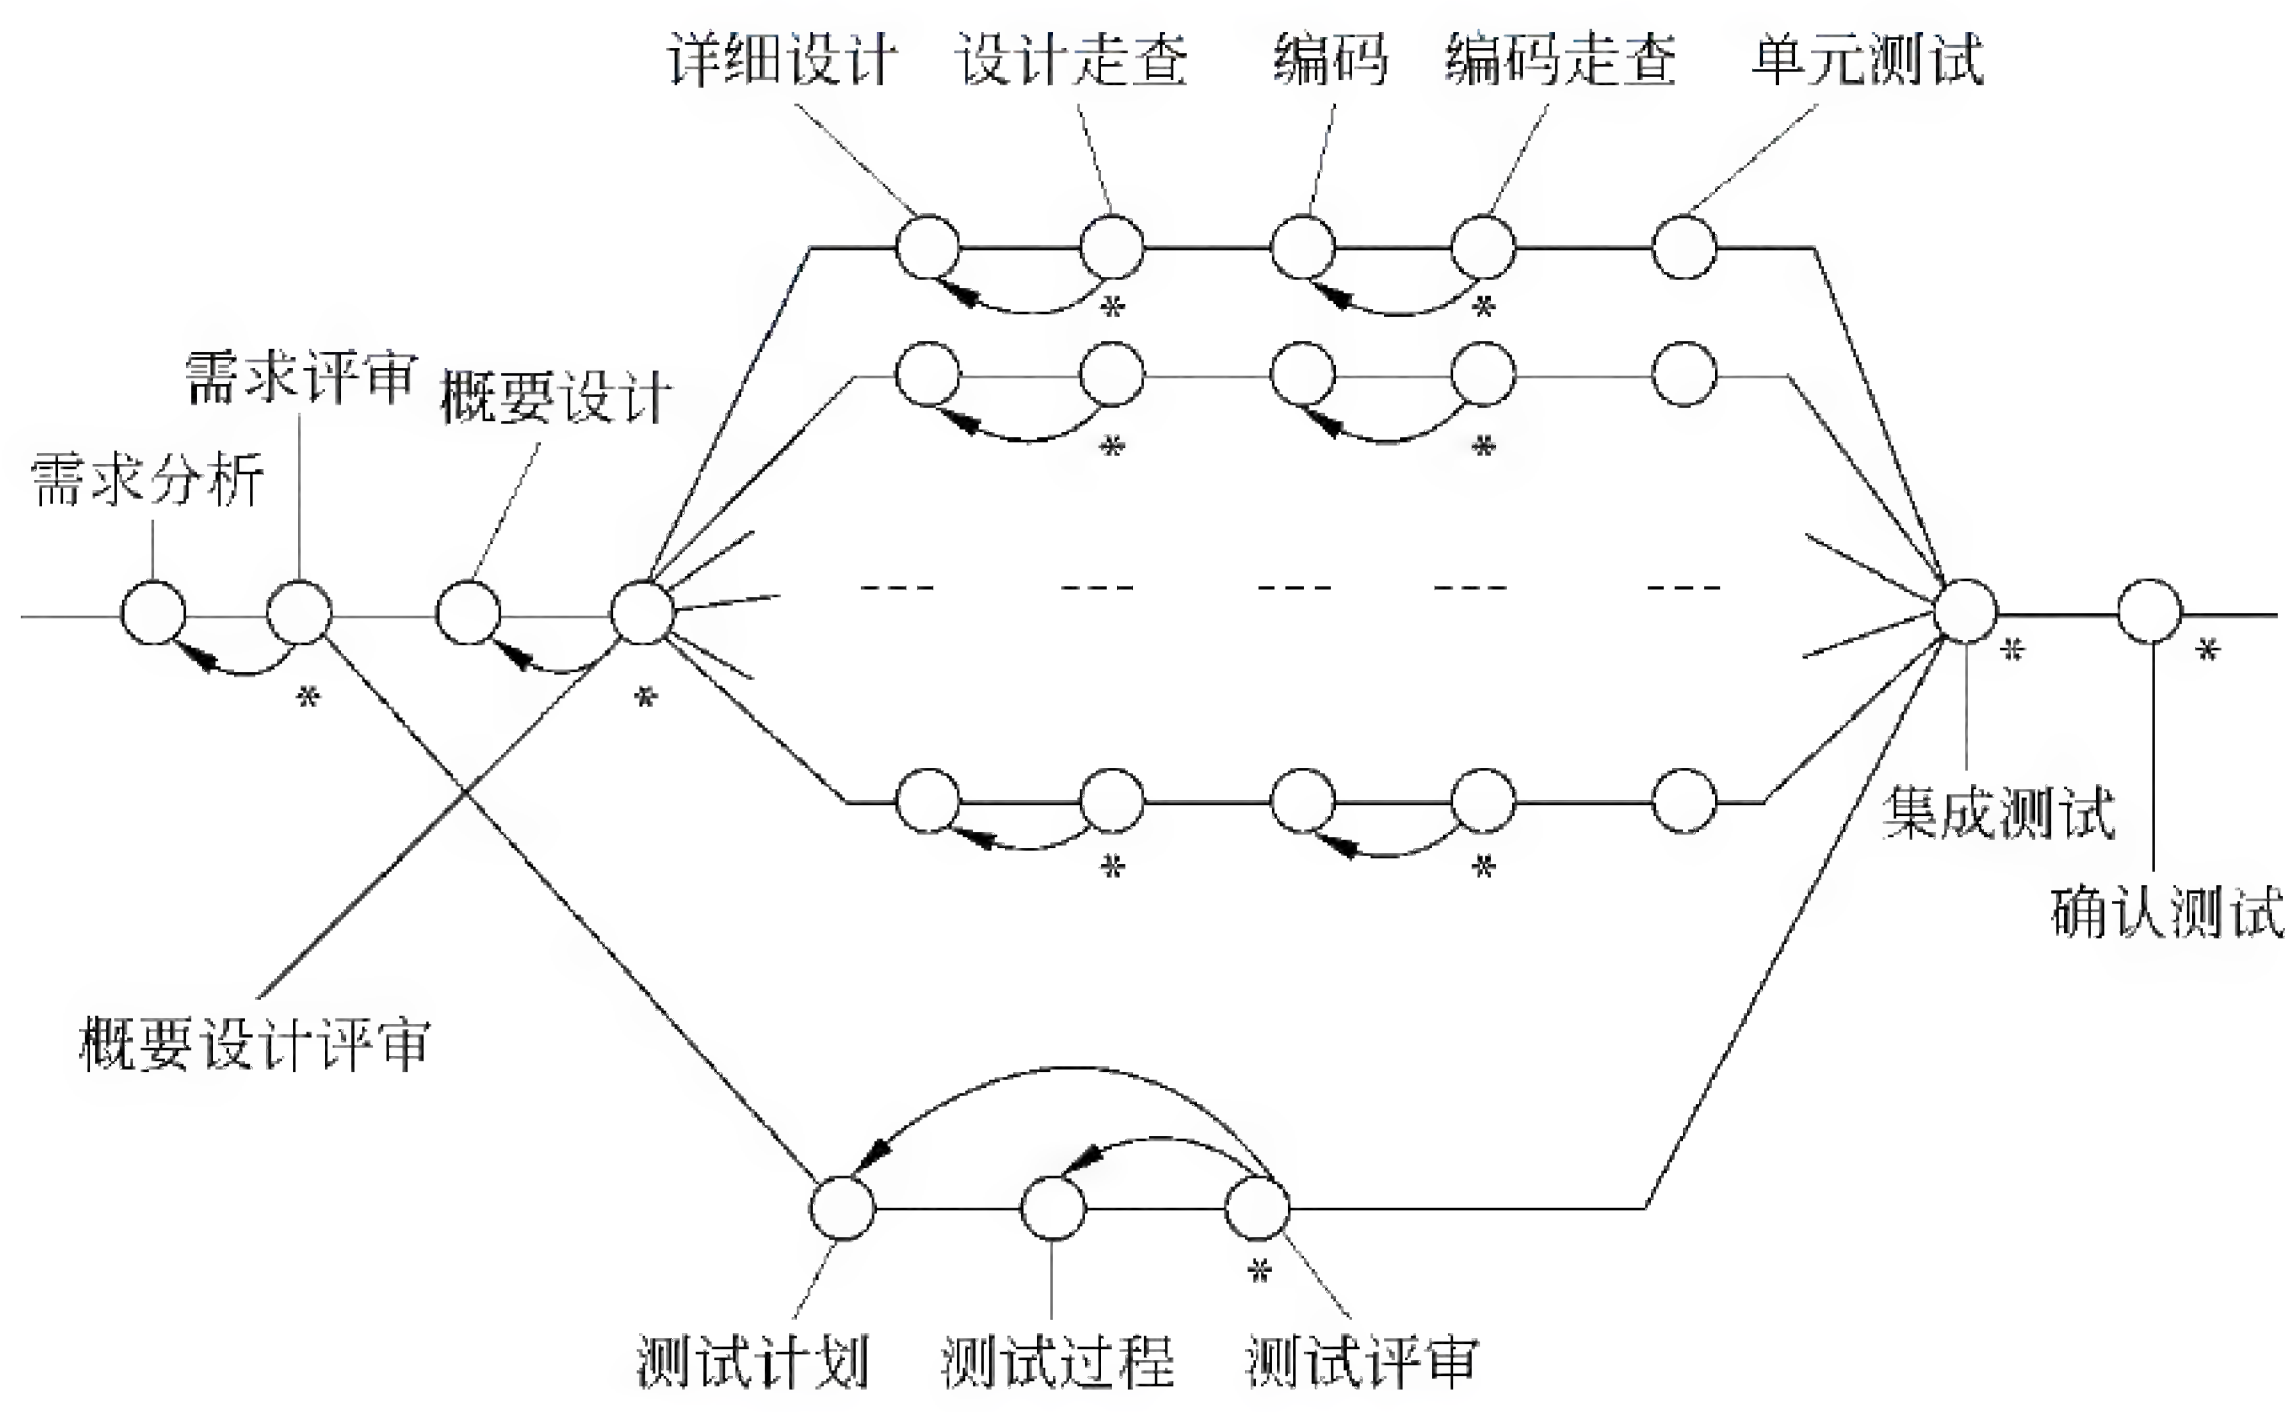 详细设计 设计走查 编码 编码走查 单元测试
*
*
需求评审
概要设计
*
*
需求分析
*
*
*
*
*
*
集成测试
确认测试
概要设计评审
*
测试计划 测试过程 测试评审